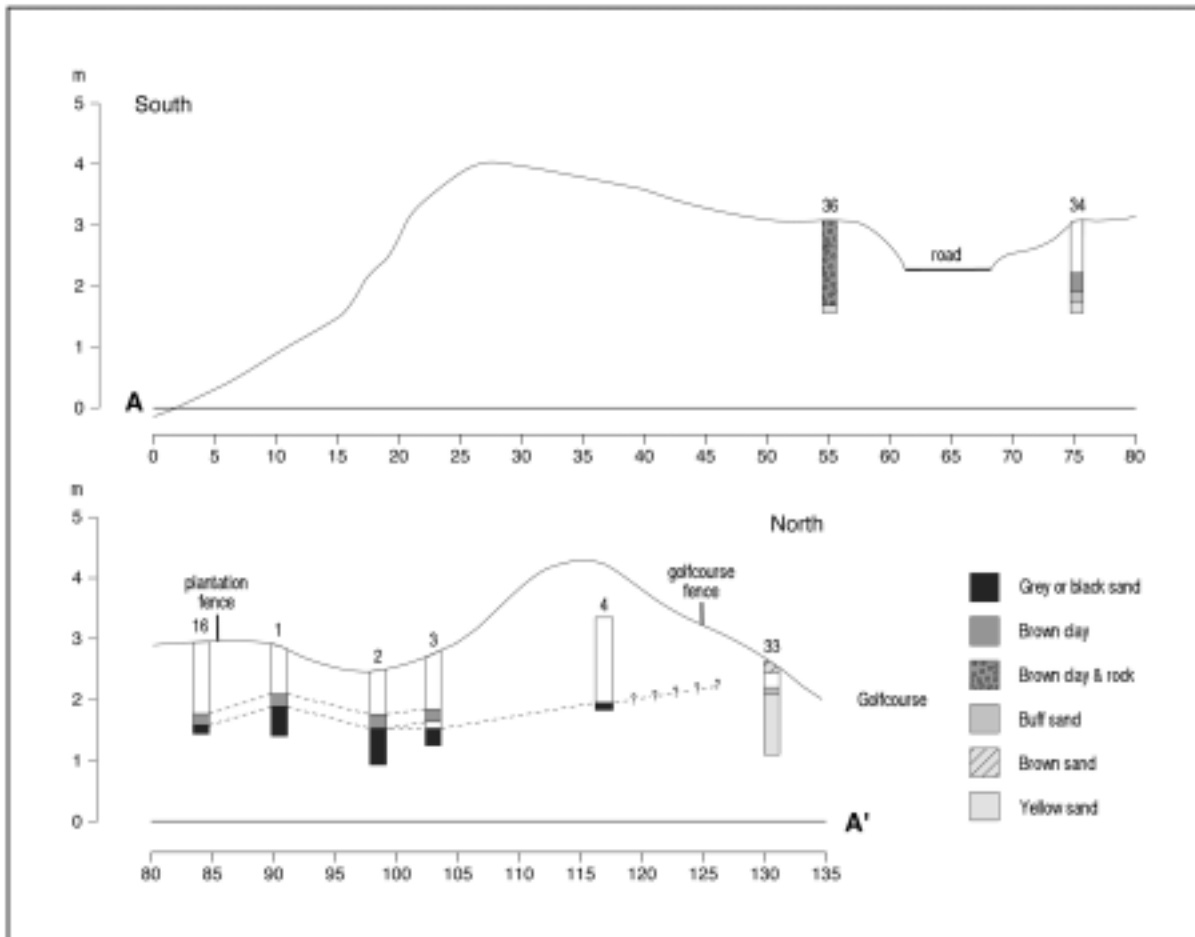 m
5
South
4
3
2
1
0
A
36
road
34
0 5 10 15 20 25 30 35 40 45 50 55 60 65 70 75 80
m
5
North
4
3
2
1
0
plantation
fence
16
1
2
3
4
golfcourse
fence
? ? ? ? ?
33
Golfcourse
A'
80 85 90 95 100 105 110 115 120 125 130 135
Grey or black sand
Brown clay
Brown clay & rock
Buff sand
Brown sand
Yellow sand